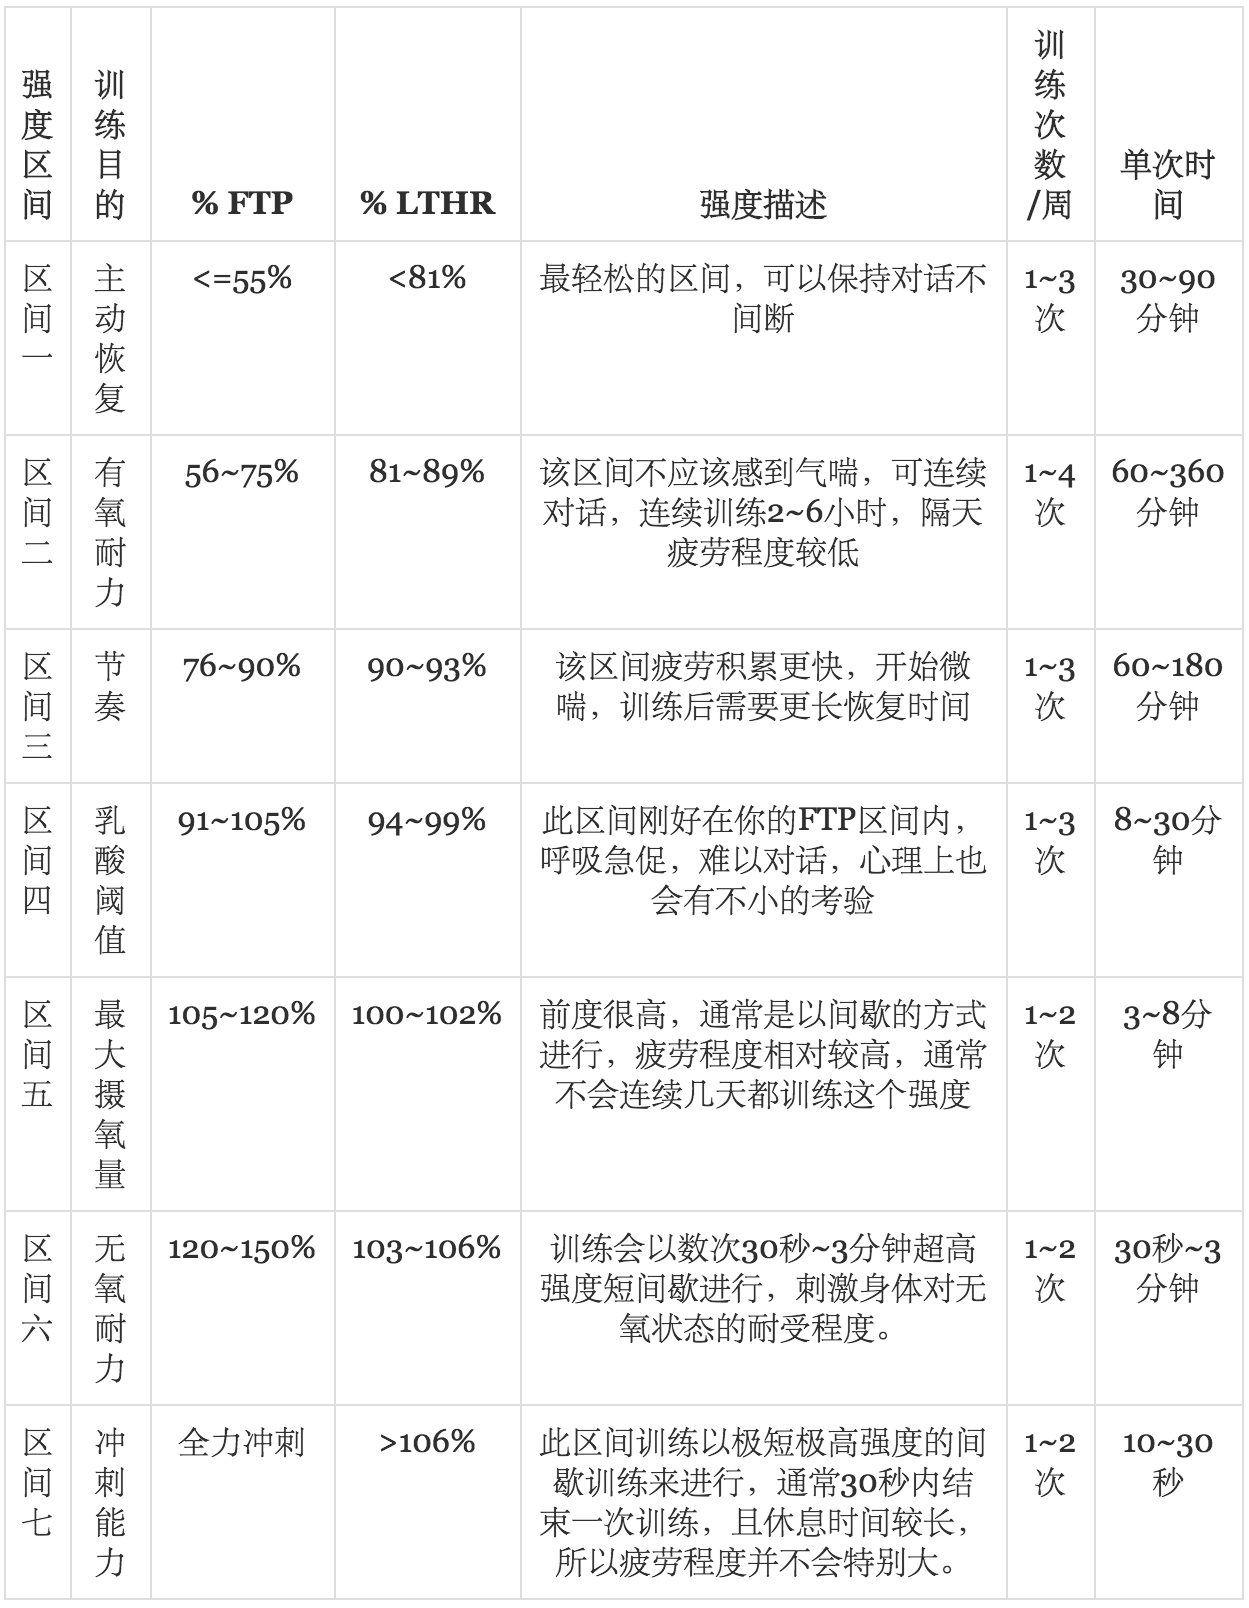 强度区间
训练目的
% FTP
% LTHR
强度描述
训练次数/周
单次时间
区间一
主动恢复
<=55%
<81%
最轻松的区间，可以保持对话不
间断
1~3
次
30~90
分钟
区间二
有氧耐力
56~75%
81~89%
该区间不应该感到气喘，可连续
对话，连续训练2~6小时，隔天
疲劳程度较低
1~4
次
60~360
分钟
区间三
节奏
76~90%
90~93%
该区间疲劳积累更快，开始微
喘，训练后需要更长恢复时间
1~3
次
60~180
分钟
区间四
乳酸阈值
91~105%
94~99%
此区间刚好在你的FTP区间内，
呼吸急促，难以对话，心理上也
会有不小的考验
1~3
次
8~30分
钟
区间五
最大摄氧量
105~120%
100~102%
前度很高，通常是以间歇的方式
进行，疲劳程度相对较高，通常
不会连续几天都训练这个强度
1~2
次
3~8分
钟
区间六
无氧耐力
120~150%
103~106%
训练会以数次30秒~3分钟超高
强度短间歇进行，刺激身体对无
氧状态的耐受程度。
1~2
次
30秒~3
分钟
区间七
冲刺能力
全力冲刺
>106%
此区间训练以极短极高强度的间
歇训练来进行，通常30秒内结
束一次训练，且休息时间较长，
所以疲劳程度并不会特别大。
1~2
次
10~30
秒